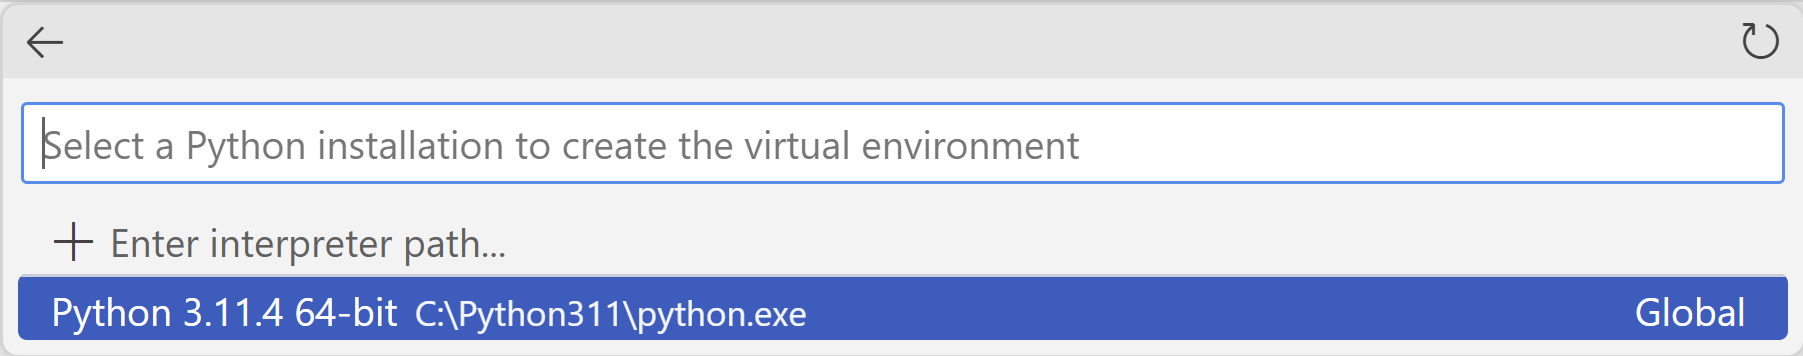 Select a Python installation to create the virtual environment
Enter interpreter path...
Python 3.11.4 64-bit C:\Python311\python.exe Global